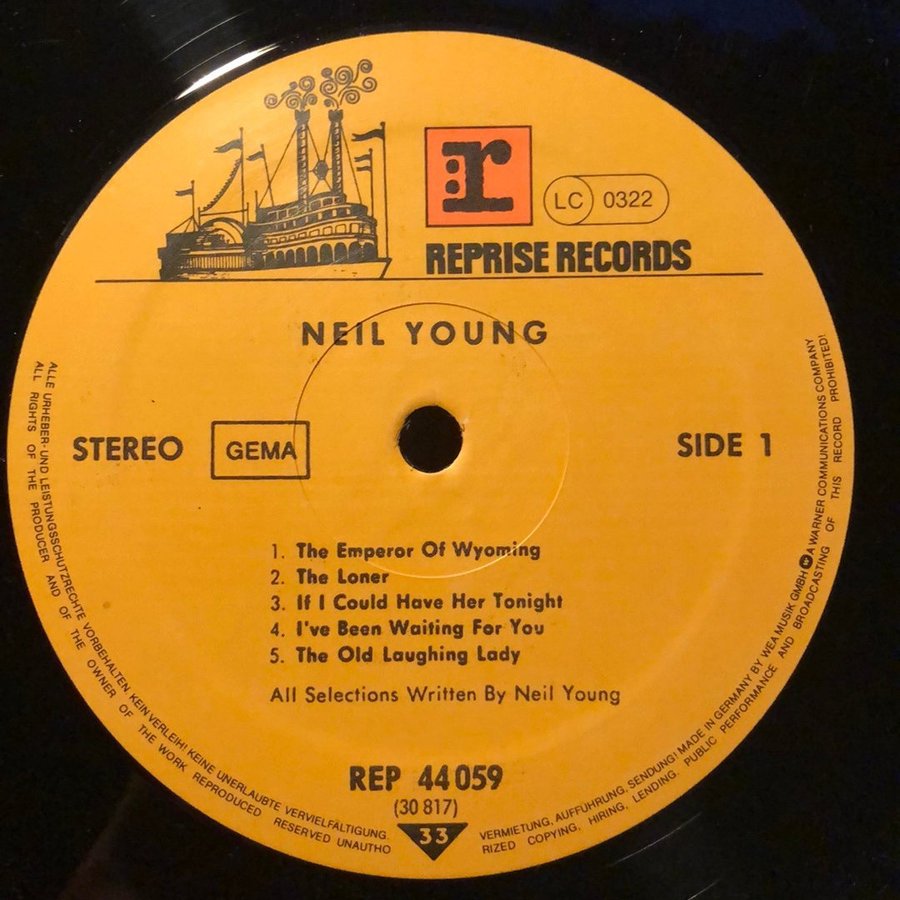 r
LC 0322
REPRISE RECORDS
NEIL YOUNG
STEREO
GEMA
SIDE 1
1. The Emperor Of Wyoming
2. The Loner
3. If I Could Have Her Tonight
4. I've Been Waiting For You
5. The Old Laughing Lady
All Selections Written By Neil Young
REP 44 059
(30 817)
33
ALLE URHEBER- UND LEISTUNGSSCHUTZRECHTE VORBEHALTEN KEIN VERLEIH! KEINE UNERLAUBTE VERVIELFÄLTIGUNG. VERMIETUNG, AUFFÜHRUNG, SENDUNG! MADE IN GERMANY BY WEA MUSIK GMBH A WARNER COMMUNICATIONS COMPANY
ALL RIGHTS OF THE PRODUCER AND OF THE OWNER OF THE WORK REPRODUCED RESERVED UNAUTHORIZED COPYING, HIRING, LENDING. PUBLIC PERFORMANCE AND BROADCASTING OF THIS RECORD PROHIBITED!